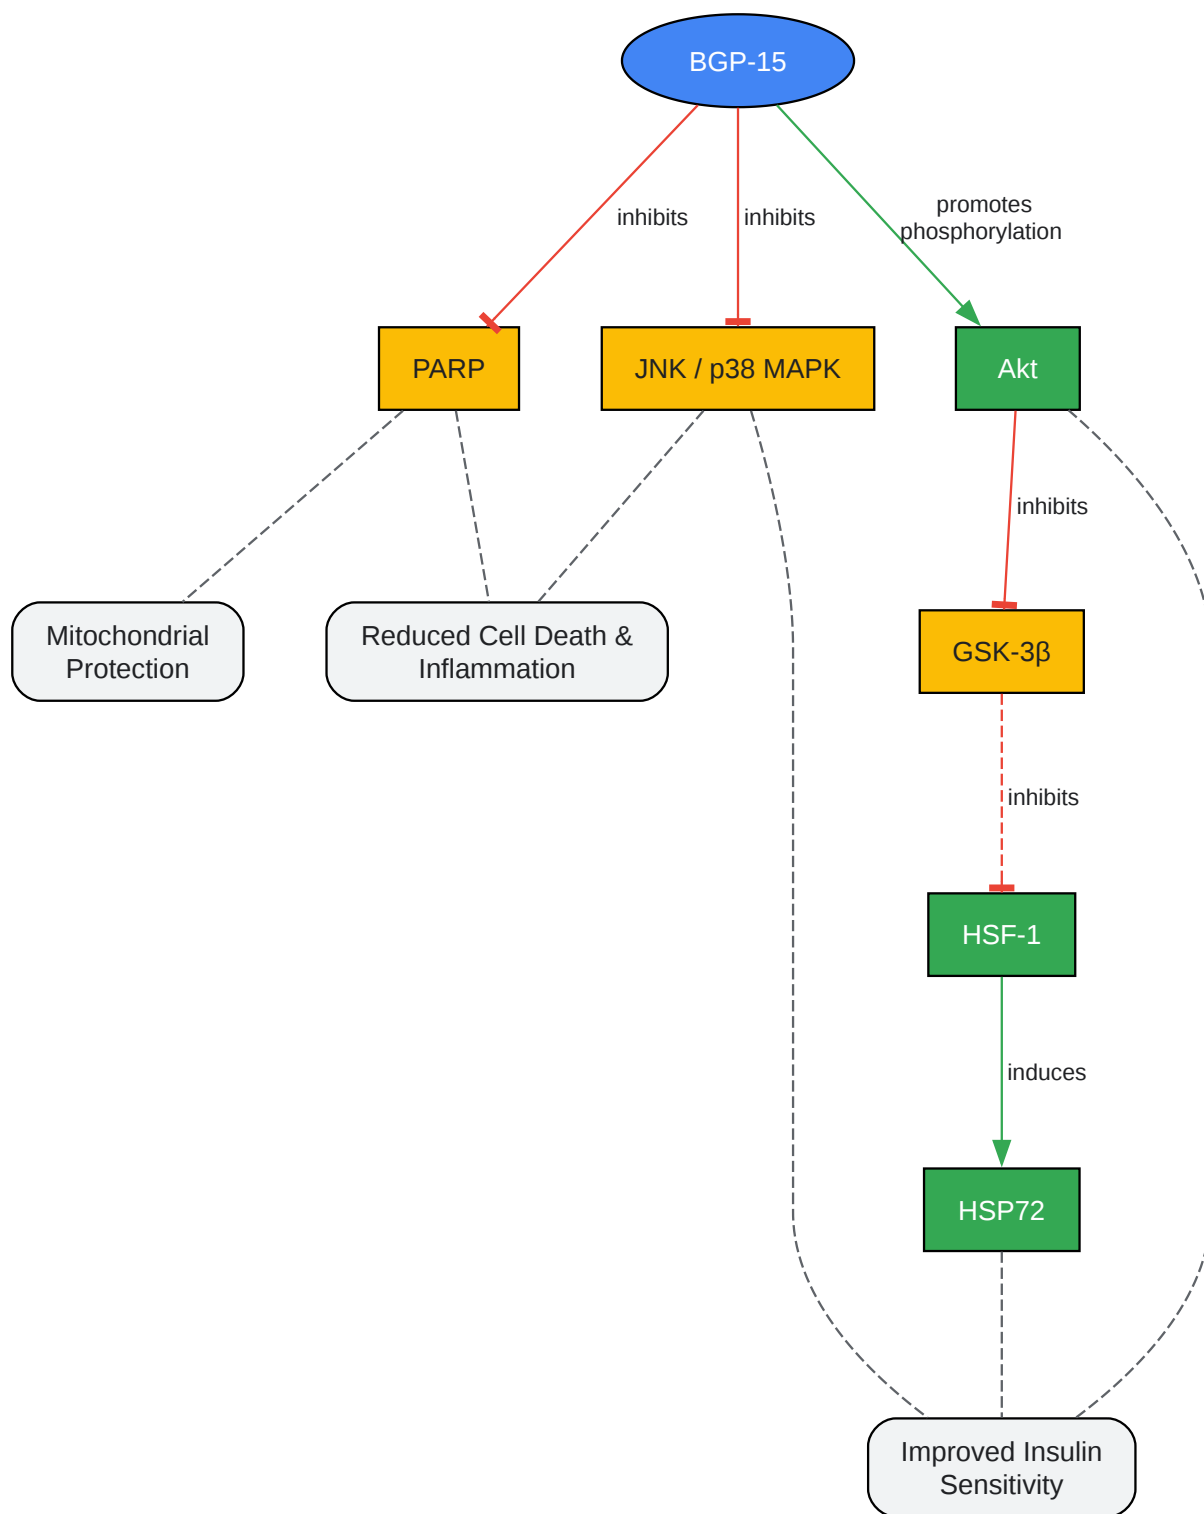 BGP-15
inhibits
inhibits
promotes
phosphorylation
PARP
JNK / p38 MAPK
Akt
inhibits
Mitochondrial
Protection
Reduced Cell Death &
Inflammation
GSK-3β
inhibits
HSF-1
induces
HSP72
Improved Insulin
Sensitivity